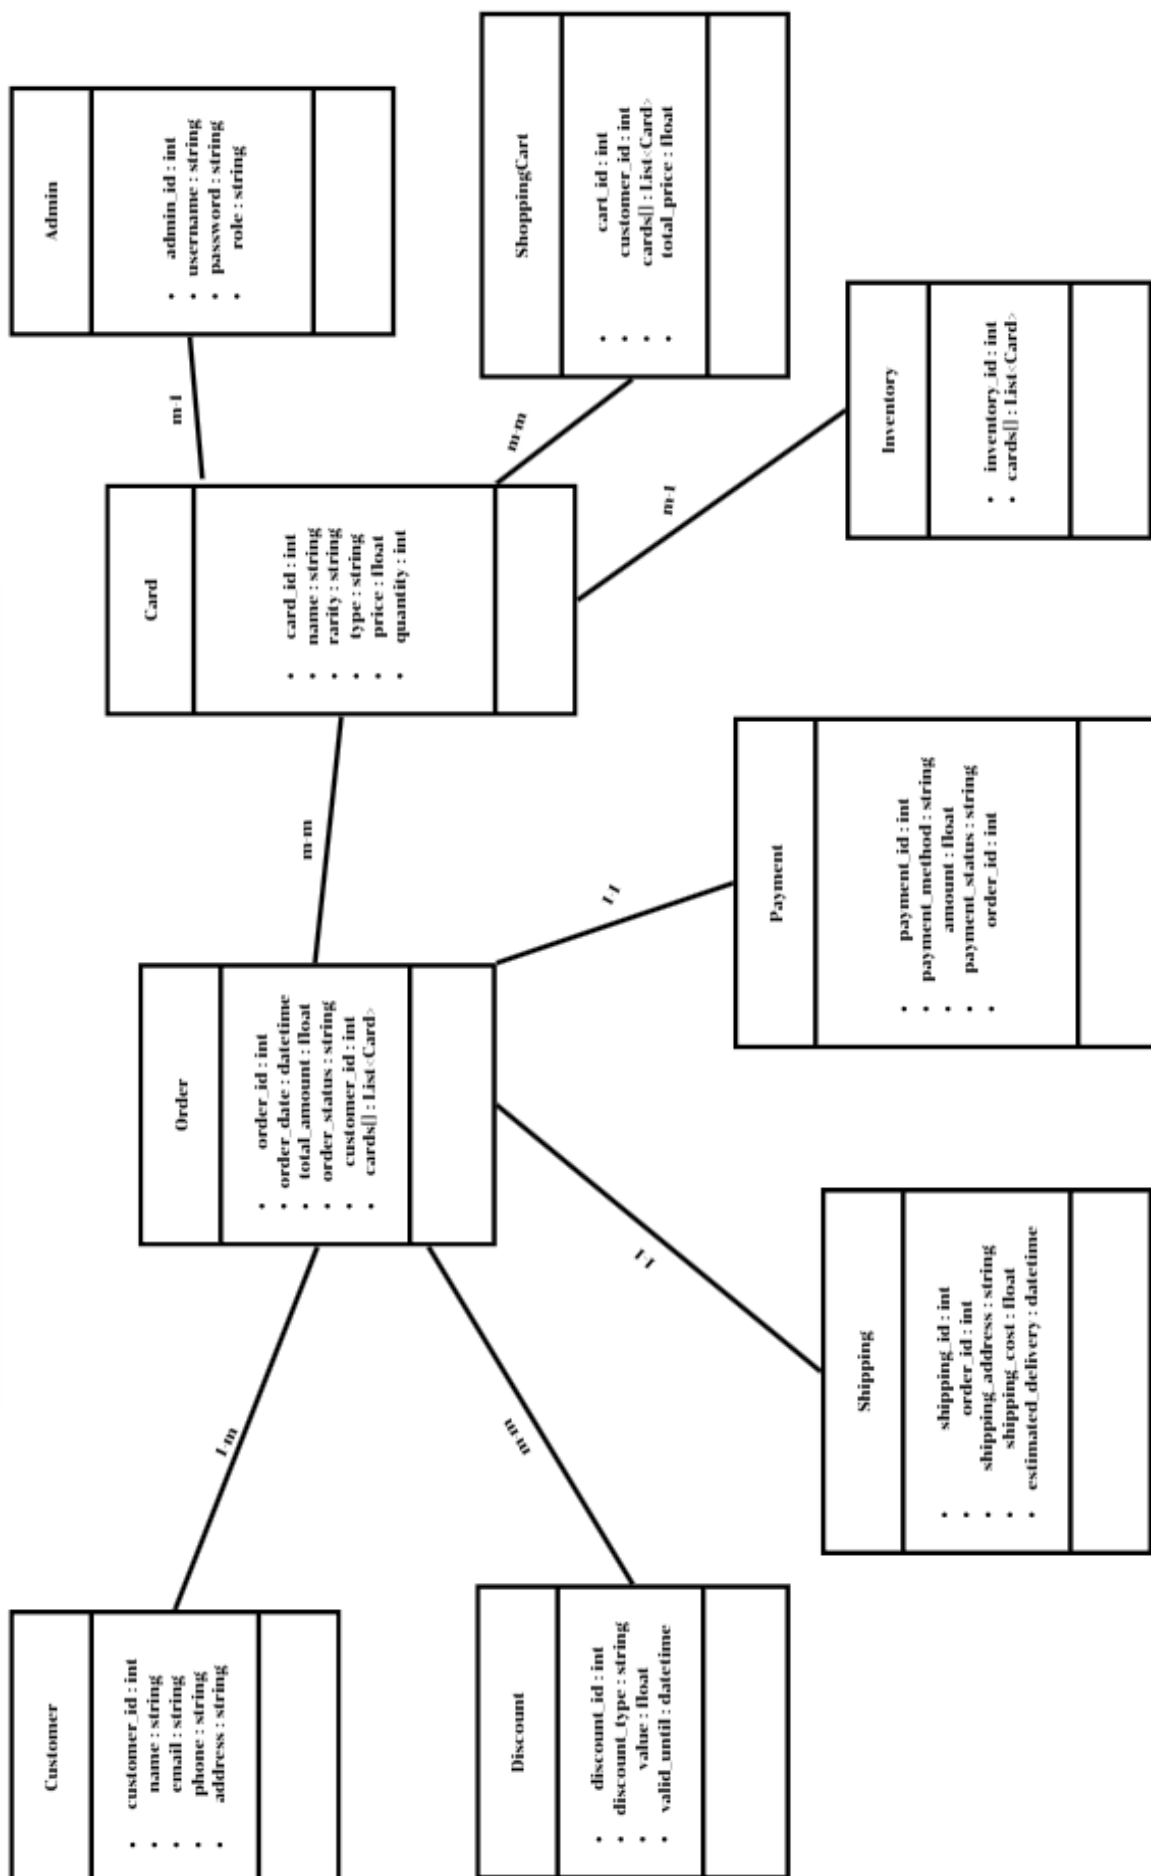 Customer
• customer_id : int
• name : string
• email : string
• phone : string
• address : string
1-m
Order
• order_id : int
• order_date : datetime
• total_amount : float
• order_status : string
• customer_id : int
• cards[] : List<Card>
m-m
Card
• card_id : int
• name : string
• rarity : string
• type : string
• price : float
• quantity : int
m-1
Admin
• admin_id : int
• username : string
• password : string
• role : string
Discount
• discount_id : int
• discount_type : string
• value : float
• valid_until : datetime
m-m
1-1
1-1
m-m
ShoppingCart
• cart_id : int
• customer_id : int
• cards[] : List<Card>
• total_price : float
m-1
Shipping
• shipping_id : int
• order_id : int
• shipping_address : string
• shipping_cost : float
• estimated_delivery : datetime
Payment
• payment_id : int
• payment_method : string
• amount : float
• payment_status : string
• order_id : int
Inventory
• inventory_id : int
• cards[] : List<Card>